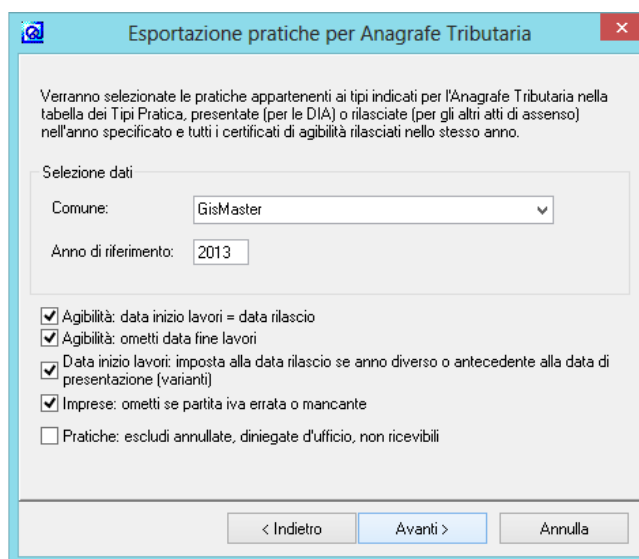 Esportazione pratiche per Anagrafe Tributaria
Verranno selezionate le pratiche appartenenti ai tipi indicati per l'Anagrafe Tributaria nella
tabella dei Tipi Pratica, presentate (per le DIA) o rilasciate (per gli altri atti di assenso)
nell'anno specificato e tutti i certificati di agibilità rilasciati nello stesso anno.
Selezione dati
Comune: GisMaster
Anno di riferimento: 2013
Agibilità: data inizio lavori = data rilascio
Agibilità: ometti data fine lavori
Data inizio lavori: imposta alla data rilascio se anno diverso o antecedente alla data di
presentazione (varianti)
Imprese: ometti se partita iva errata o mancante
Pratiche: escludi annullate, diniegate d'ufficio, non ricevibili
< Indietro Avanti > Annulla